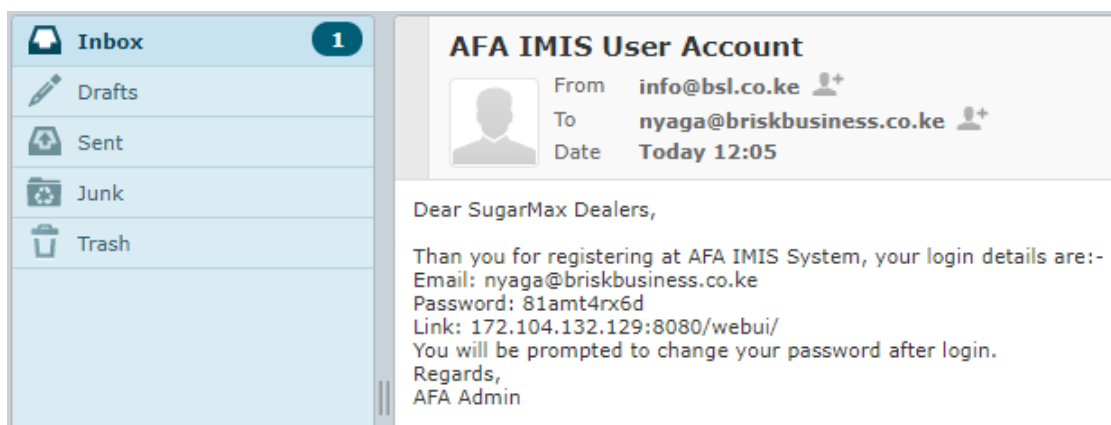 Inbox 1
Drafts
Sent
Junk
Trash
AFA IMIS User Account
From info@bsl.co.ke
To nyaga@briskbusiness.co.ke
Date Today 12:05
Dear SugarMax Dealers,
Than you for registering at AFA IMIS System, your login details are:-
Email: nyaga@briskbusiness.co.ke
Password: 81amt4rx6d
Link: 172.104.132.129:8080/webui/
You will be prompted to change your password after login.
Regards,
AFA Admin